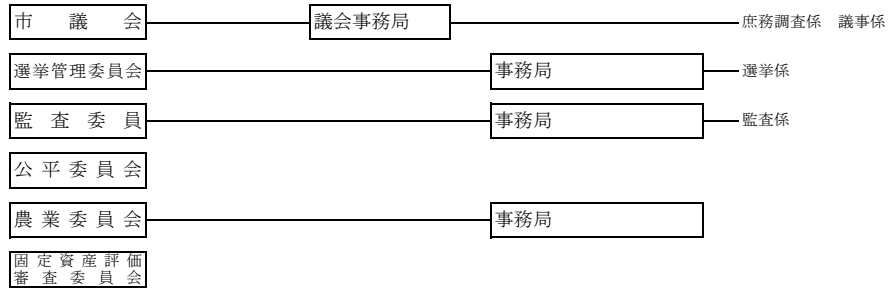 市議会 議会事務局 庶務調査係 議事係
選挙管理委員会 事務局 選挙係
監査委員 事務局 監査係
公平委員会
農業委員会 事務局
固定資産評価
審査委員会